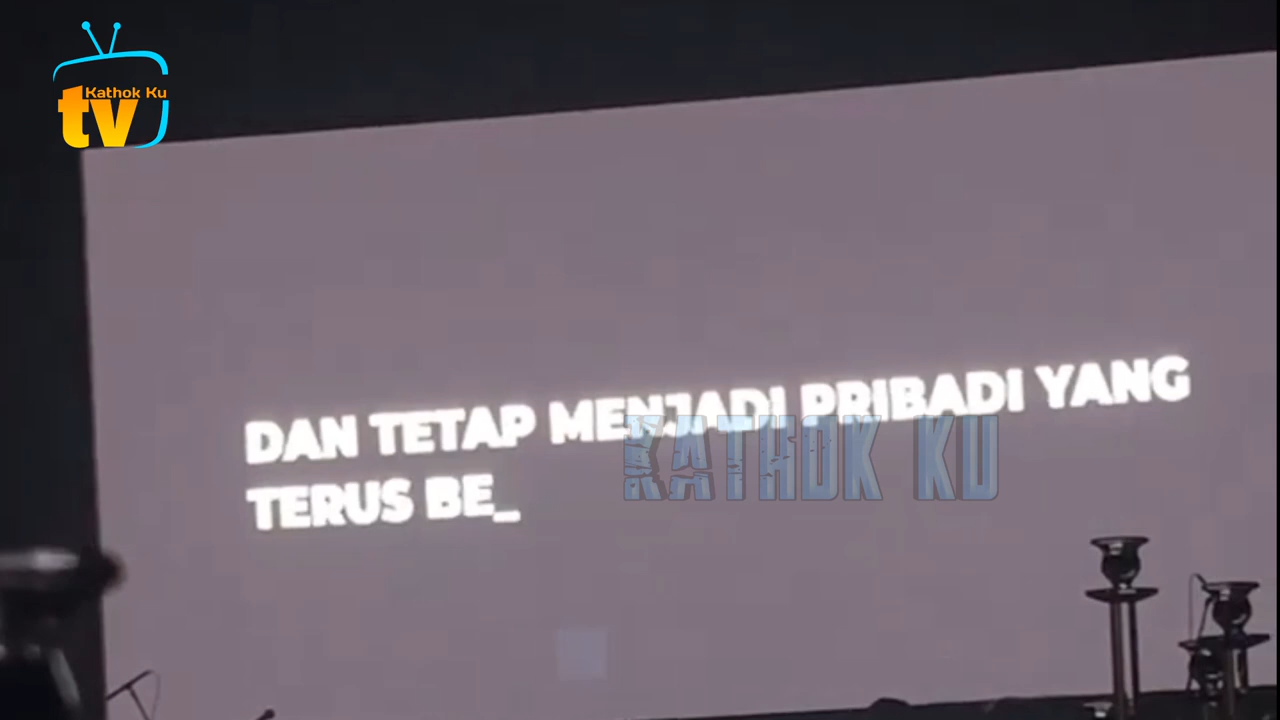 Kathok Ku
tv
DAN TETAP MENJADI PRIBADI YANG
TERUS BE_
KATHOK KU